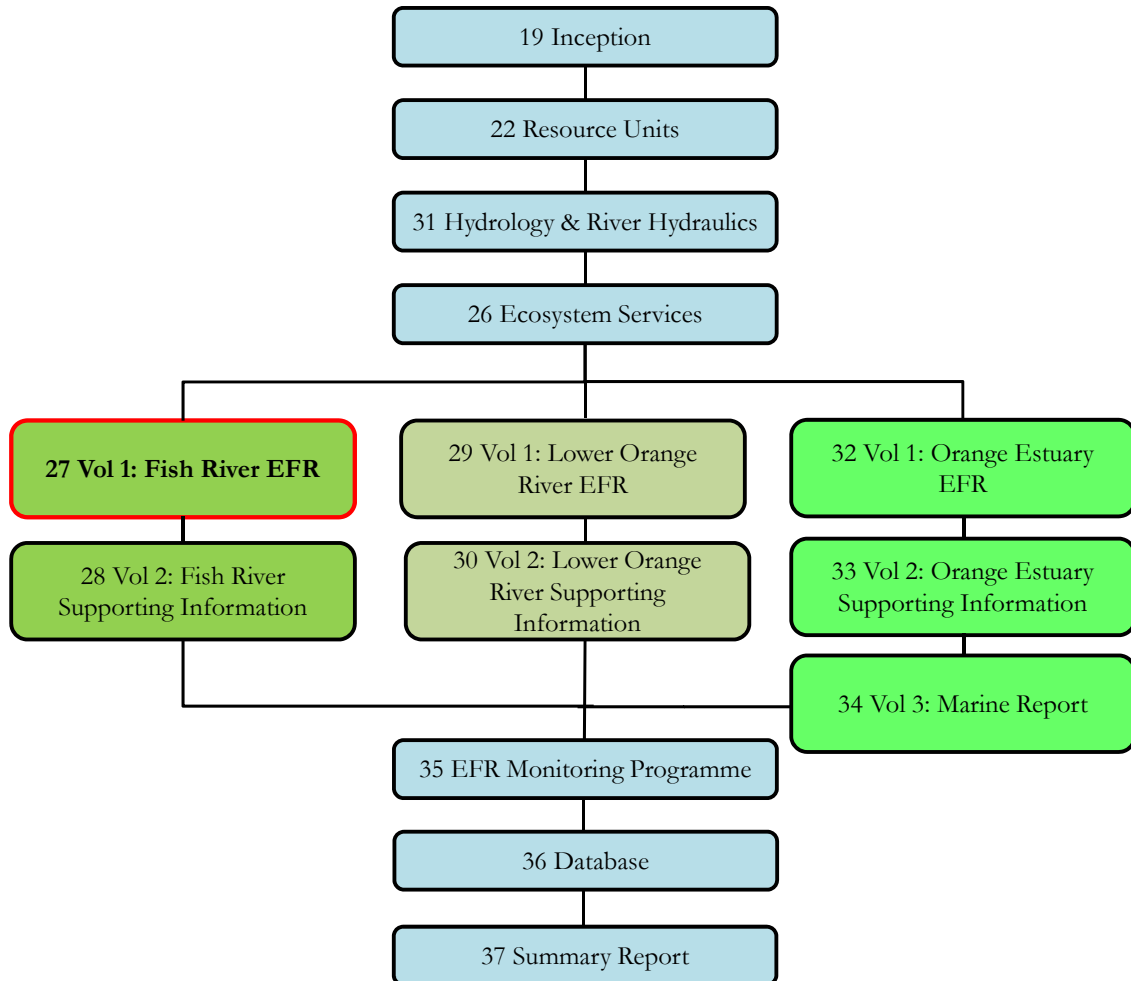 19 Inception
22 Resource Units
31 Hydrology & River Hydraulics
26 Ecosystem Services
27 Vol 1: Fish River EFR
28 Vol 2: Fish River
Supporting Information
29 Vol 1: Lower Orange
River EFR
30 Vol 2: Lower Orange
River Supporting
Information
32 Vol 1: Orange Estuary
EFR
33 Vol 2: Orange Estuary
Supporting Information
34 Vol 3: Marine Report
35 EFR Monitoring Programme
36 Database
37 Summary Report